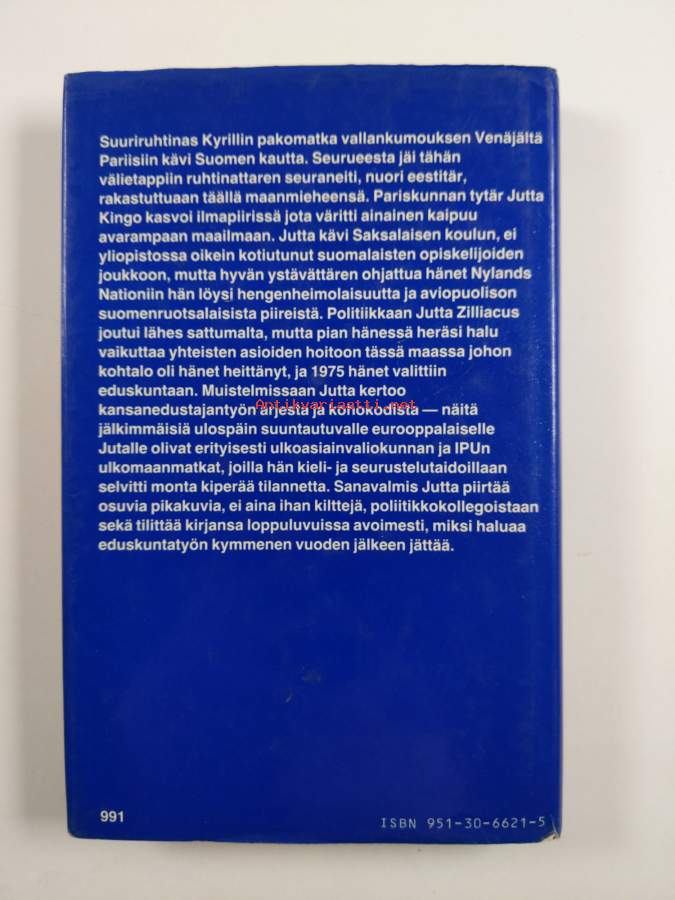 Suuriruhtinas Kyrillin pakomatka vallankumouksen Venäjältä
Pariisiin kävi Suomen kautta. Seurueesta jäi tähän
välietappiin ruhtinattaren seuraneiti, nuori eestitär,
rakastuttuaan täällä maanmieheensä. Pariskunnan tytär Jutta
Kingo kasvoi ilmapiirissä jota väritti ainainen kaipuu
avarampaan maailmaan. Jutta kävi Saksalaisen koulun, ei
yliopistossa oikein kotiutunut suomalaisten opiskelijoiden
joukkoon, mutta hyvän ystävättären ohjattua hänet Nylands
Nationiin hän löysi hengenheimolaisuutta ja aviopuolison
suomenruotsalaisista piireistä. Politiikkaan Jutta Zilliacus
joutui lähes sattumalta, mutta pian hänessä heräsi halu
vaikuttaa yhteisten asioiden hoitoon tässä maassa johon
kohtalo oli hänet heittänyt, ja 1975 hänet valittiin
eduskuntaan. Muistelmissaan Jutta kertoo
kansanedustajantyön arjesta ja kohokodista — näitä
Antikvariaatti.net
jälkimmäisiä ulospäin suuntautuvalle eurooppalaiselle
Jutalle olivat erityisesti ulkoasiainvaliokunnan ja IPUn
ulkomaanmatkat, joilla hän kieli- ja seurustelutaidoillaan
selvitti monta kiperää tilannetta. Sanavalmis Jutta piirtää
osuvia pikakuvia, ei aina ihan kilttejä, poliitikkokollegoistaan
sekä tilittää kirjansa loppuluvuissa avoimesti, miksi haluaa
eduskuntatyön kymmenen vuoden jälkeen jättää.
991
ISBN 951-30-6621-5